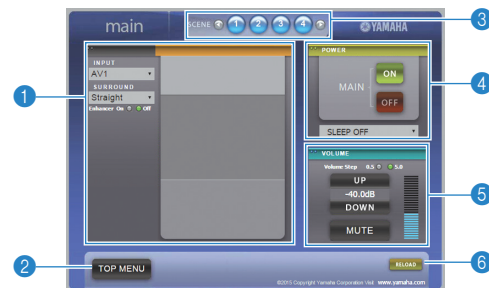 main
SCENE 1 2 3 4
YAMAHA
3
INPUT
AV1
SURROUND
Straight
Enhancer On Off
1
POWER
MAIN
ON
OFF
SLEEP OFF
4
VOLUME
Volume Step 0.5 5.0
UP
-40.0dB
DOWN
MUTE
5
2
TOP MENU
RELOAD
6
©2015 Copyright Yamaha Corporation Visit www.yamaha.com